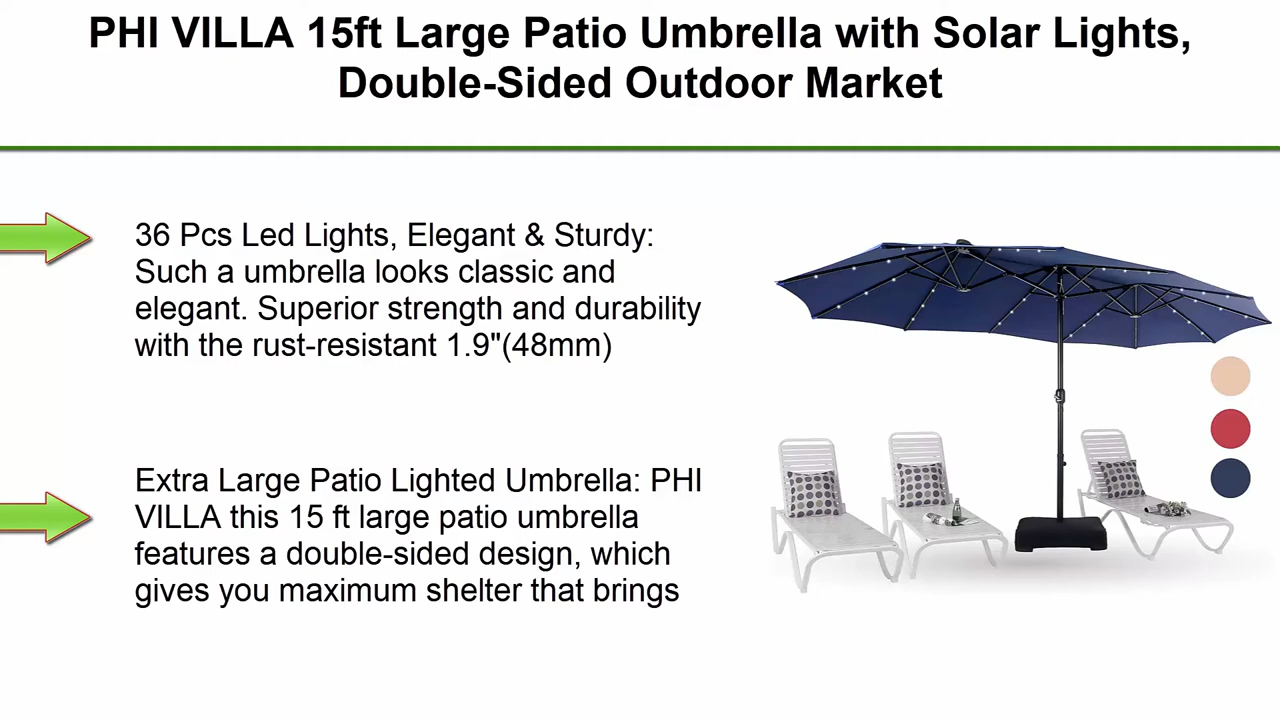 PHI VILLA 15ft Large Patio Umbrella with Solar Lights,
Double-Sided Outdoor Market
36 Pcs Led Lights, Elegant & Sturdy:
Such a umbrella looks classic and
elegant. Superior strength and durability
with the rust-resistant 1.9"(48mm)
Extra Large Patio Lighted Umbrella: PHI
VILLA this 15 ft large patio umbrella
features a double-sided design, which
gives you maximum shelter that brings